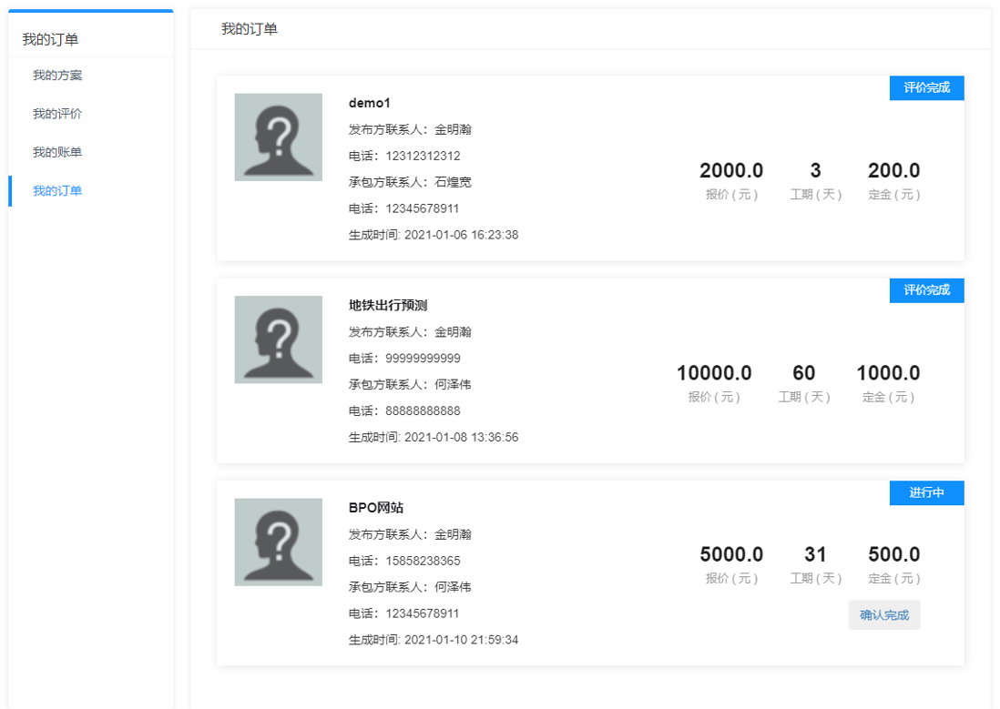 我的订单
我的方案
我的评价
我的账单
我的订单
我的订单
评价完成
demo1
发布方联系人：金明瀚
电话：12312312312
承包方联系人：石煌宽
电话：12345678911
生成时间: 2021-01-06 16:23:38
2000.0 3 200.0
报价 ( 元 ) 工期 ( 天 ) 定金 ( 元 )
评价完成
地铁出行预测
发布方联系人：金明瀚
电话：99999999999
承包方联系人：何泽伟
电话：88888888888
生成时间: 2021-01-08 13:36:56
10000.0 60 1000.0
报价 ( 元 ) 工期 ( 天 ) 定金 ( 元 )
进行中
BPO网站
发布方联系人：金明瀚
电话：15858238365
承包方联系人：何泽伟
电话：12345678911
生成时间: 2021-01-10 21:59:34
5000.0 31 500.0
报价 ( 元 ) 工期 ( 天 ) 定金 ( 元 )
确认完成